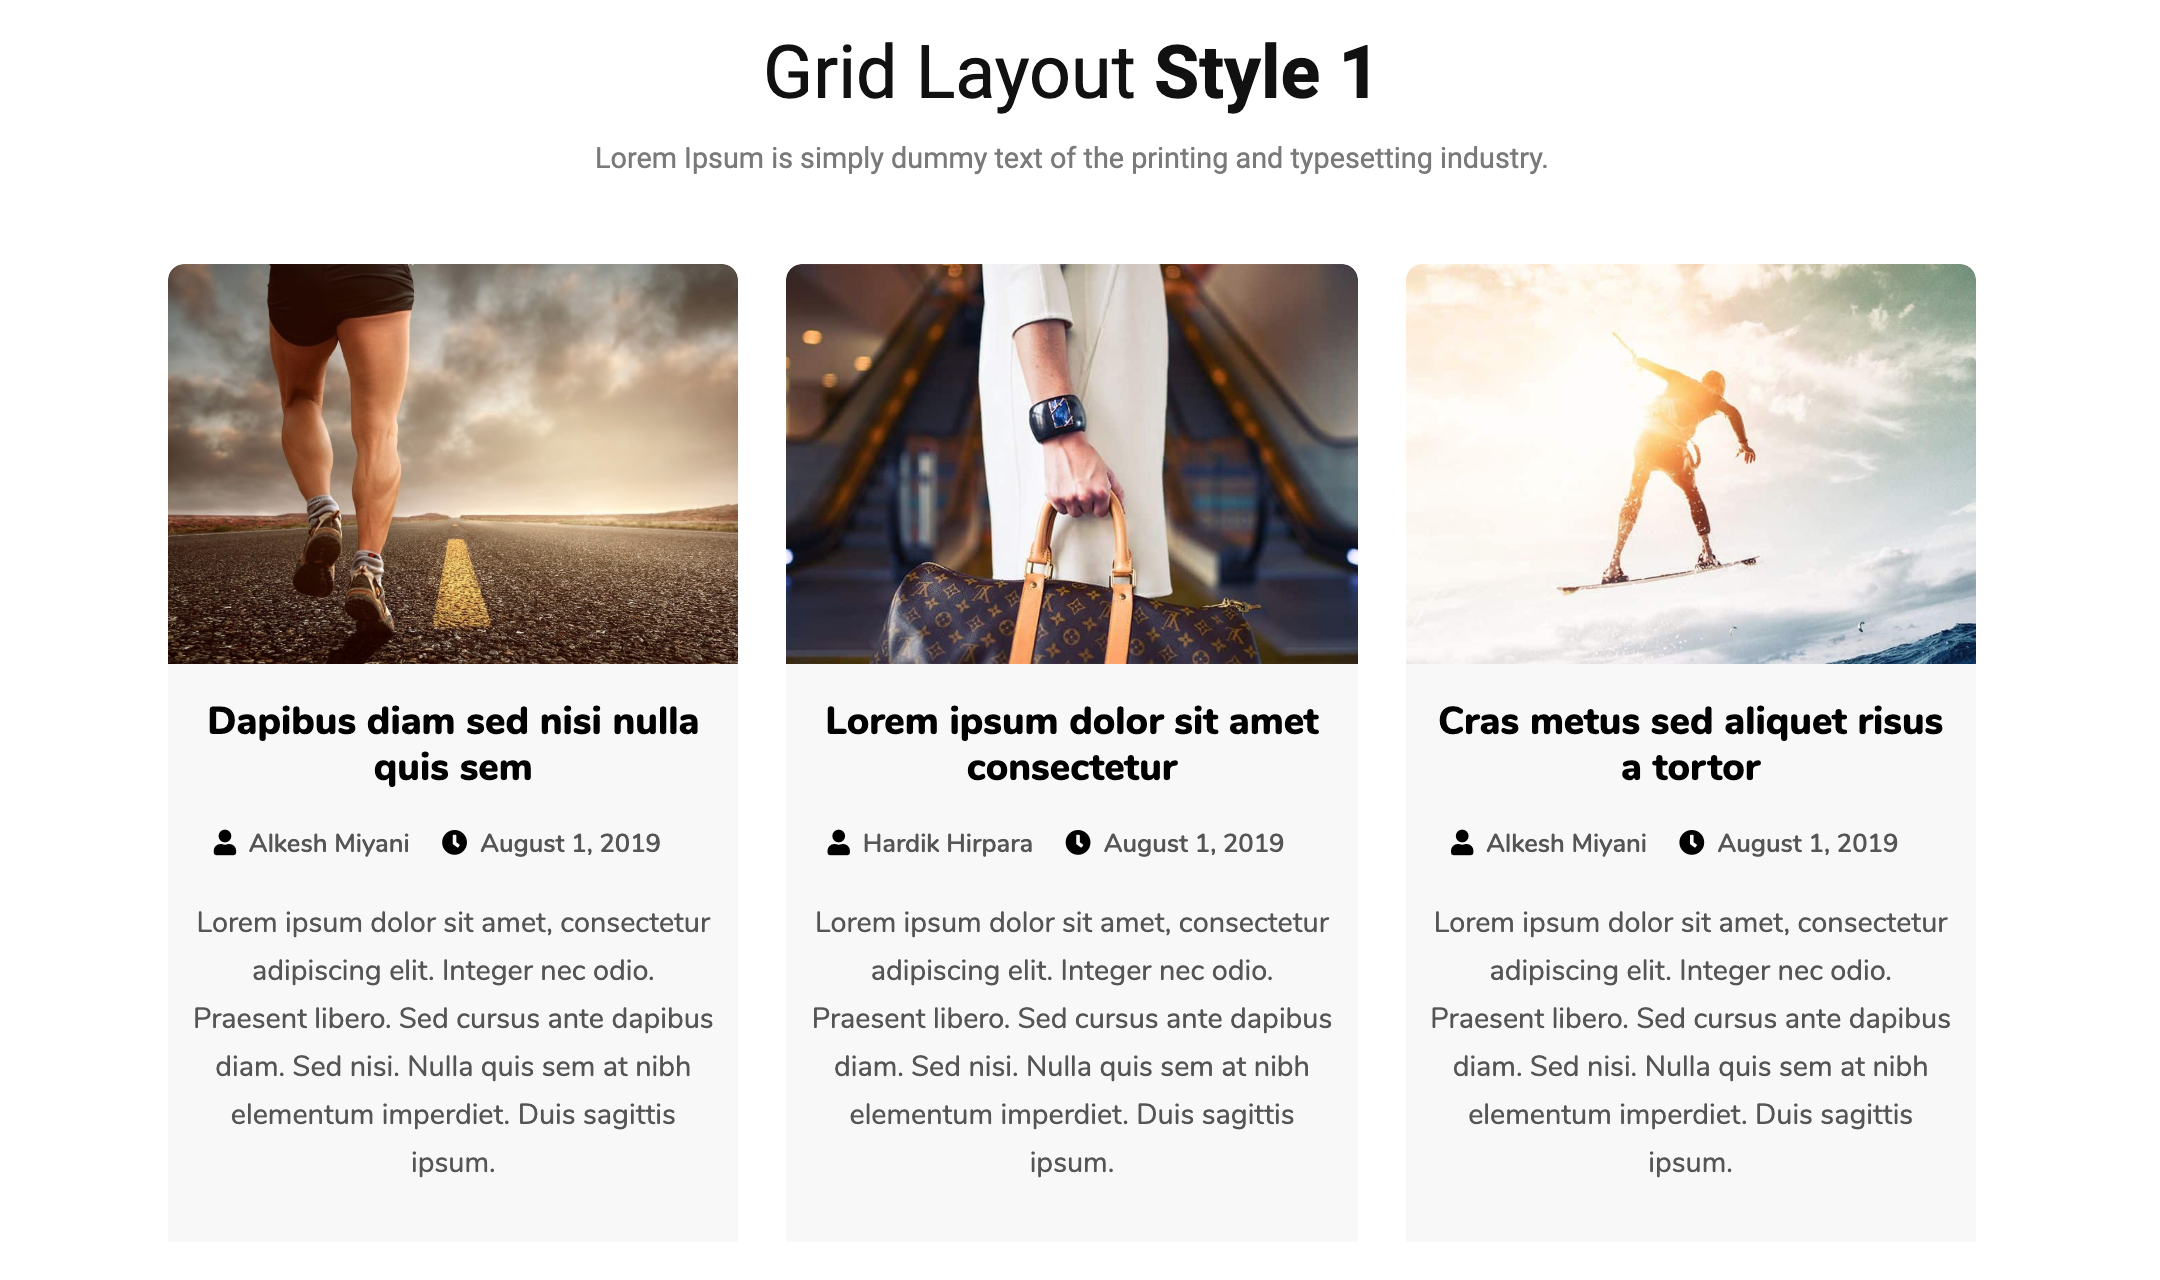 Grid Layout Style 1
Lorem Ipsum is simply dummy text of the printing and typesetting industry.
Dapibus diam sed nisi nulla
quis sem
Alkesh Miyani August 1, 2019
Lorem ipsum dolor sit amet, consectetur
adipiscing elit. Integer nec odio.
Praesent libero. Sed cursus ante dapibus
diam. Sed nisi. Nulla quis sem at nibh
elementum imperdiet. Duis sagittis
ipsum.
Lorem ipsum dolor sit amet
consectetur
Hardik Hirpara August 1, 2019
Lorem ipsum dolor sit amet, consectetur
adipiscing elit. Integer nec odio.
Praesent libero. Sed cursus ante dapibus
diam. Sed nisi. Nulla quis sem at nibh
elementum imperdiet. Duis sagittis
ipsum.
Cras metus sed aliquet risus
a tortor
Alkesh Miyani August 1, 2019
Lorem ipsum dolor sit amet, consectetur
adipiscing elit. Integer nec odio.
Praesent libero. Sed cursus ante dapibus
diam. Sed nisi. Nulla quis sem at nibh
elementum imperdiet. Duis sagittis
ipsum.